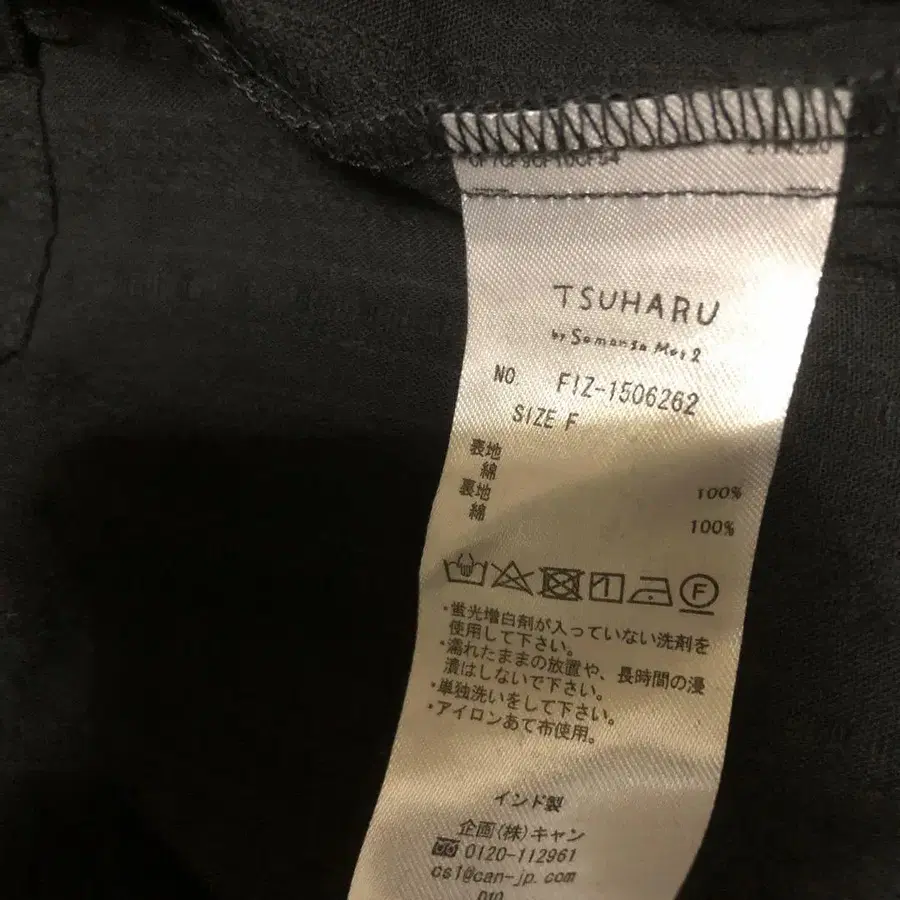 TSUHARU
by Samansa Mos2
NO. FIZ-1506262
SIZE F
表地
綿 100%
裏地
綿 100%
F
・蛍光増白剤が入っていない洗剤を
使用して下さい。
・濡れたままの放置や、長時間の浸
漬はしないで下さい。
・単独洗いをして下さい。
・アイロンあて布使用。
インド製
企画(株)キャン
0120-112961
cs1@can-jp.com